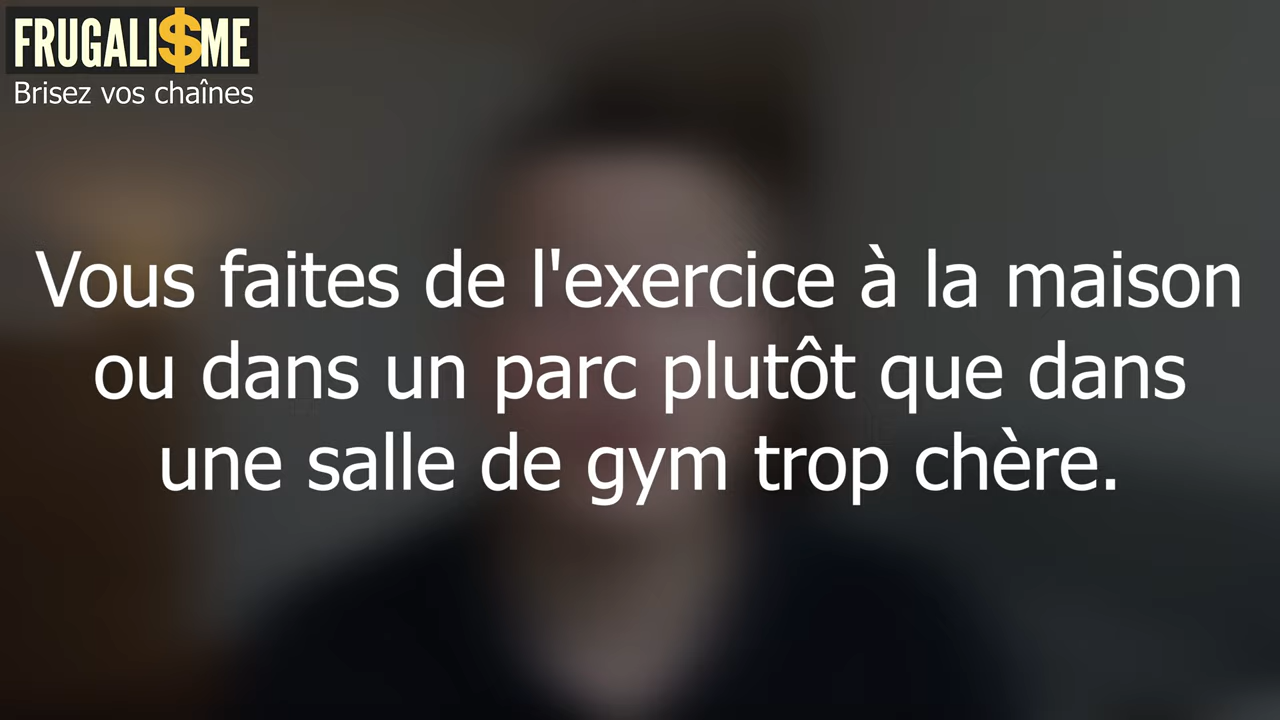 FRUGALI$ME
Brisez vos chaînes
Vous faites de l'exercice à la maison
ou dans un parc plutôt que dans
une salle de gym trop chère.